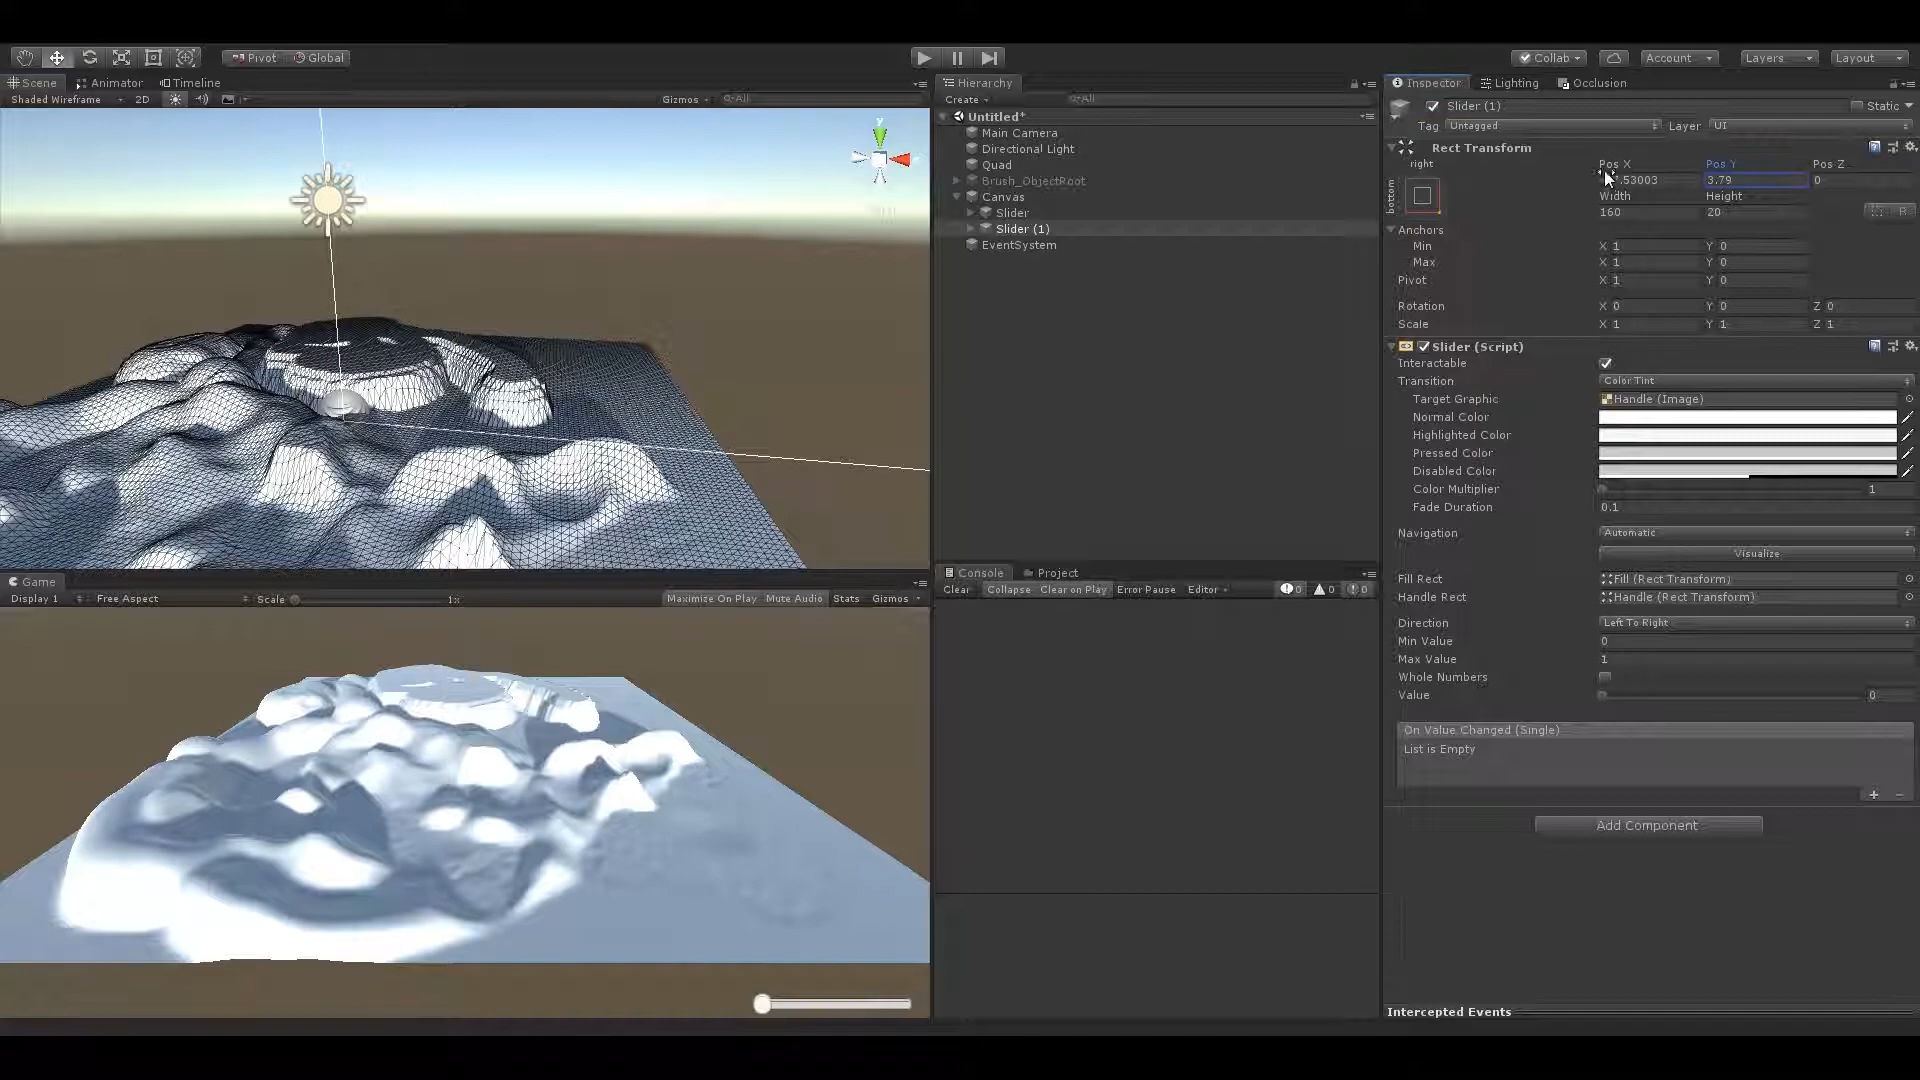 Pivot Global
Collab Account Layers Layout
Scene Animator Timeline
Shaded Wireframe 2D Gizmos All
y
Hierarchy
Create All
Untitled*
Main Camera
Directional Light
Quad
Brush_ObjectRoot
Canvas
Slider
Slider (1)
EventSystem
Game
Display 1 Free Aspect Scale 1x Maximize On Play Mute Audio Stats Gizmos
Console Project
Clear Collapse Clear on Play Error Pause Editor 0 0 0
Inspector Lighting Occlusion
Slider (1) Static
Tag Untagged Layer UI
Rect Transform
right Pos X Pos Y Pos Z
bottom
.53003 3.79 0
Width Height
160 20 R
Anchors
Min X 1 Y 0
Max X 1 Y 0
Pivot X 1 Y 0
Rotation X 0 Y 0 Z 0
Scale X 1 Y 1 Z 1
Slider (Script)
Interactable
Transition Color Tint
Target Graphic Handle (Image)
Normal Color
Highlighted Color
Pressed Color
Disabled Color
Color Multiplier 1
Fade Duration 0.1
Navigation Automatic
Visualize
Fill Rect Fill (Rect Transform)
Handle Rect Handle (Rect Transform)
Direction Left To Right
Min Value 0
Max Value 1
Whole Numbers
Value 0
On Value Changed (Single)
List is Empty
+ −
Add Component
Intercepted Events